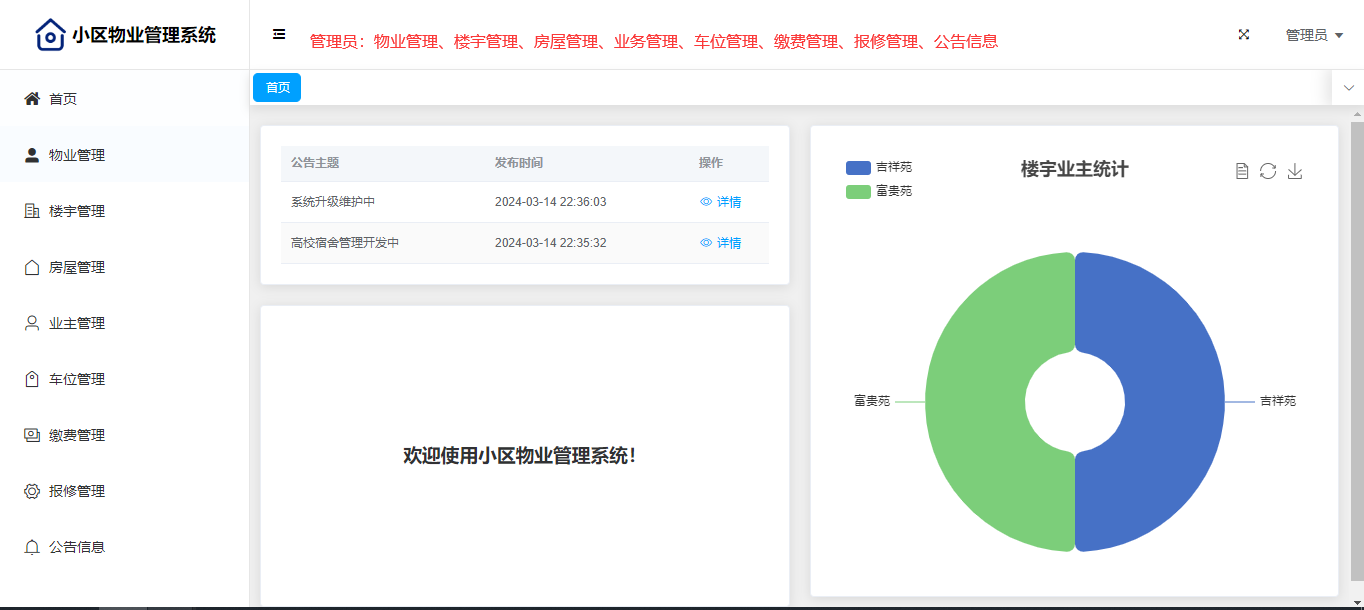 小区物业管理系统
管理员：物业管理、楼宇管理、房屋管理、业务管理、车位管理、缴费管理、报修管理、公告信息
管理员
首页
首页
物业管理
楼宇管理
房屋管理
业主管理
车位管理
缴费管理
报修管理
公告信息
公告主题 发布时间 操作
系统升级维护中 2024-03-14 22:36:03 详情
高校宿舍管理开发中 2024-03-14 22:35:32 详情
欢迎使用小区物业管理系统!
吉祥苑
富贵苑
楼宇业主统计
富贵苑
吉祥苑